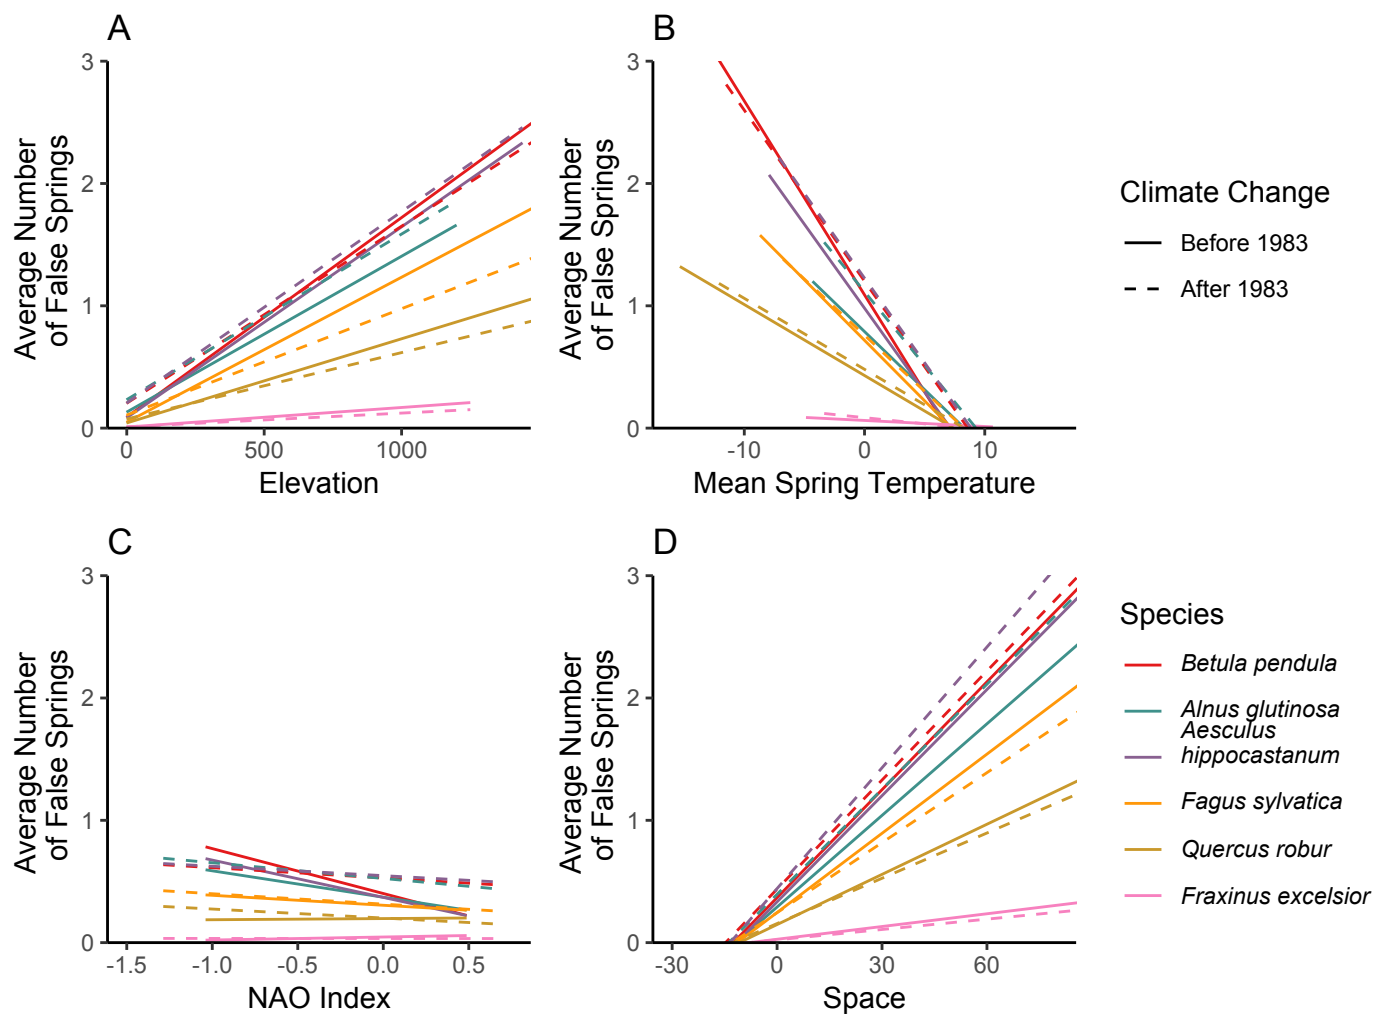 A
3
2
1
0
Average Number
of False Springs
0
500
1000
Elevation
B
3
2
1
0
Average Number
of False Springs
-10
0
10
Mean Spring Temperature
Climate Change
Before 1983
After 1983
C
3
2
1
0
Average Number
of False Springs
-1.5
-1.0
-0.5
0.0
0.5
NAO Index
D
3
2
1
0
Average Number
of False Springs
-30
0
30
60
Space
Species
Betula pendula
Alnus glutinosa
Aesculus
hippocastanum
Fagus sylvatica
Quercus robur
Fraxinus excelsior